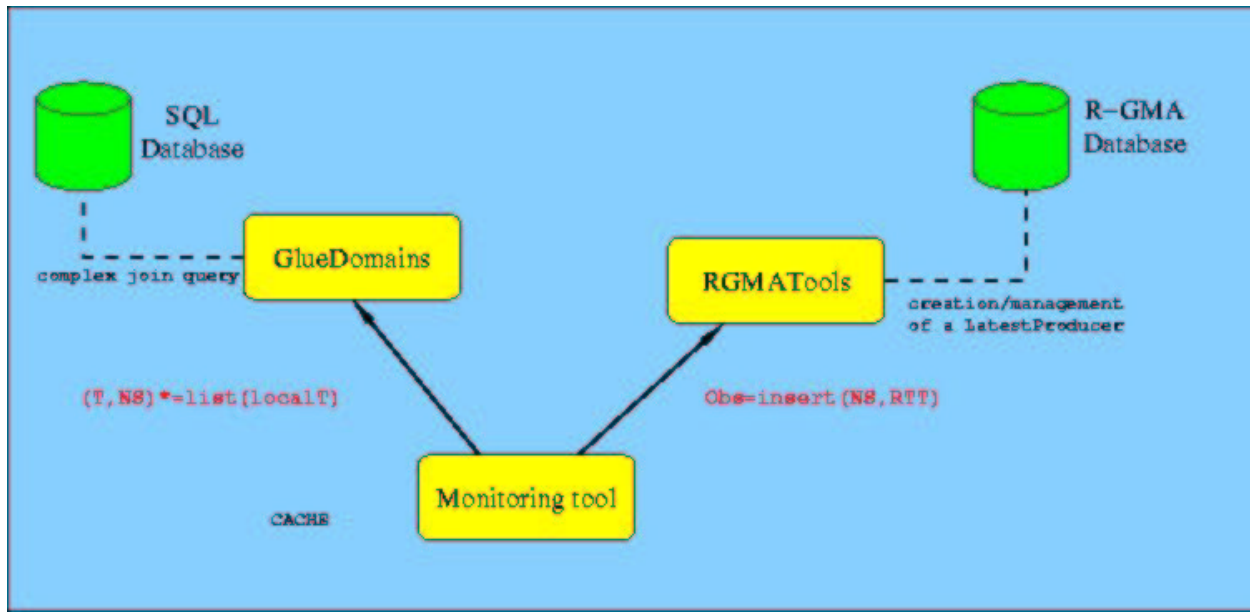 SQL
Database
R-GMA
Database
GlueDomains
complex join query
RGMATools
creation/management
of a LatestProducer
(T,NS)*=list(localT)
Obs=insert(NS,RTT)
Monitoring tool
CACHE